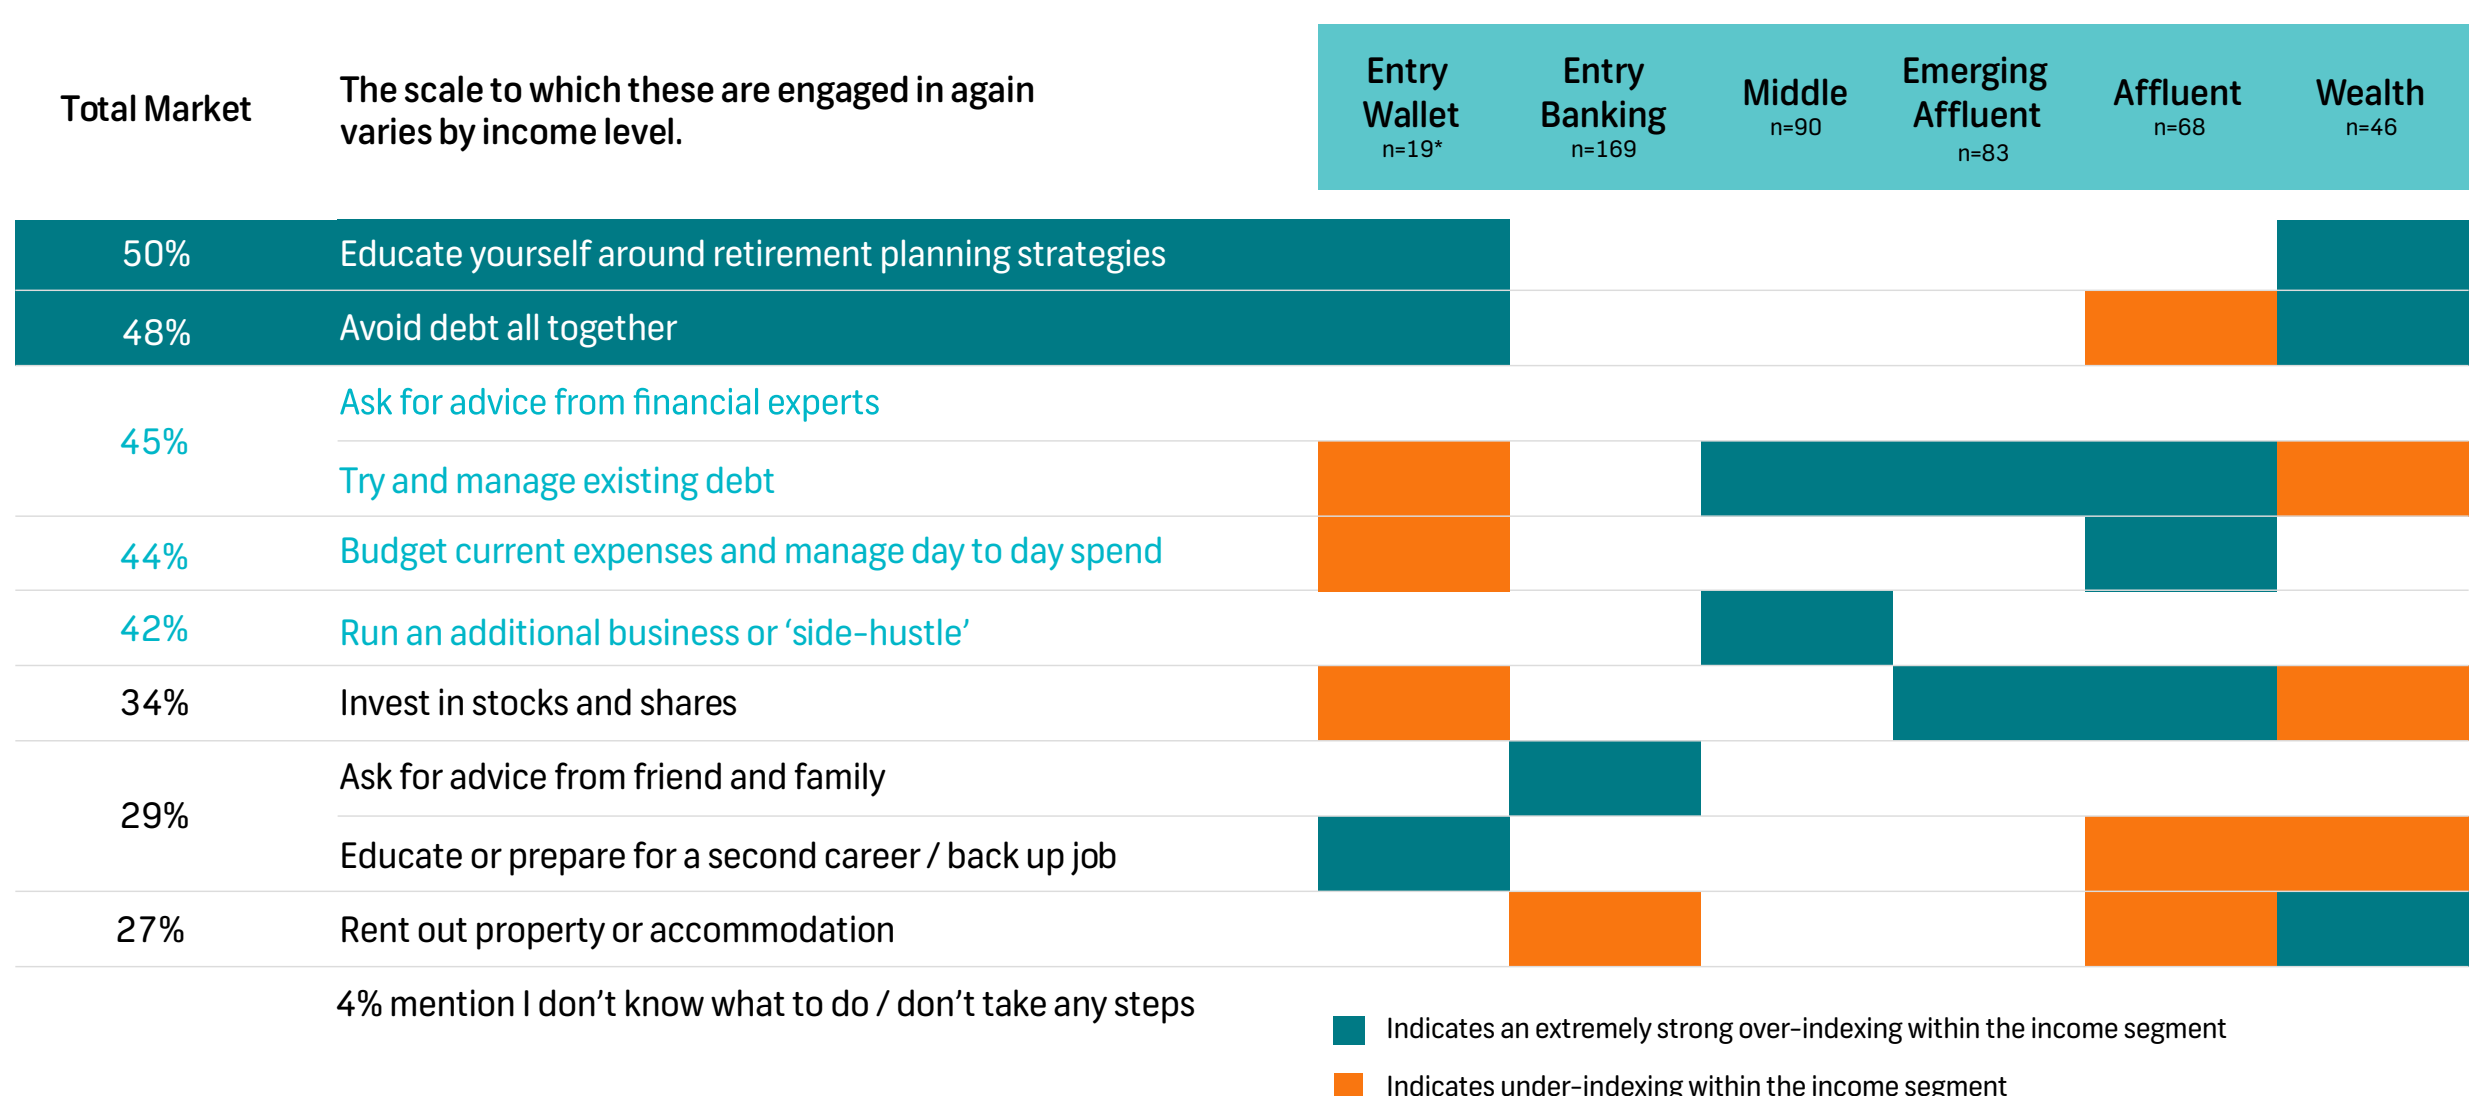 Total Market
The scale to which these are engaged in again
varies by income level.
Entry
Wallet
n=19*
Entry
Banking
n=169
Middle
n=90
Emerging
Affluent
n=83
Affluent
n=68
Wealth
n=46
50%
Educate yourself around retirement planning strategies
48%
Avoid debt all together
45%
Ask for advice from financial experts
Try and manage existing debt
44%
Budget current expenses and manage day to day spend
42%
Run an additional business or ‘side-hustle’
34%
Invest in stocks and shares
29%
Ask for advice from friend and family
Educate or prepare for a second career / back up job
27%
Rent out property or accommodation
4% mention I don’t know what to do / don’t take any steps
Indicates an extremely strong over-indexing within the income segment
Indicates under-indexing within the income segment